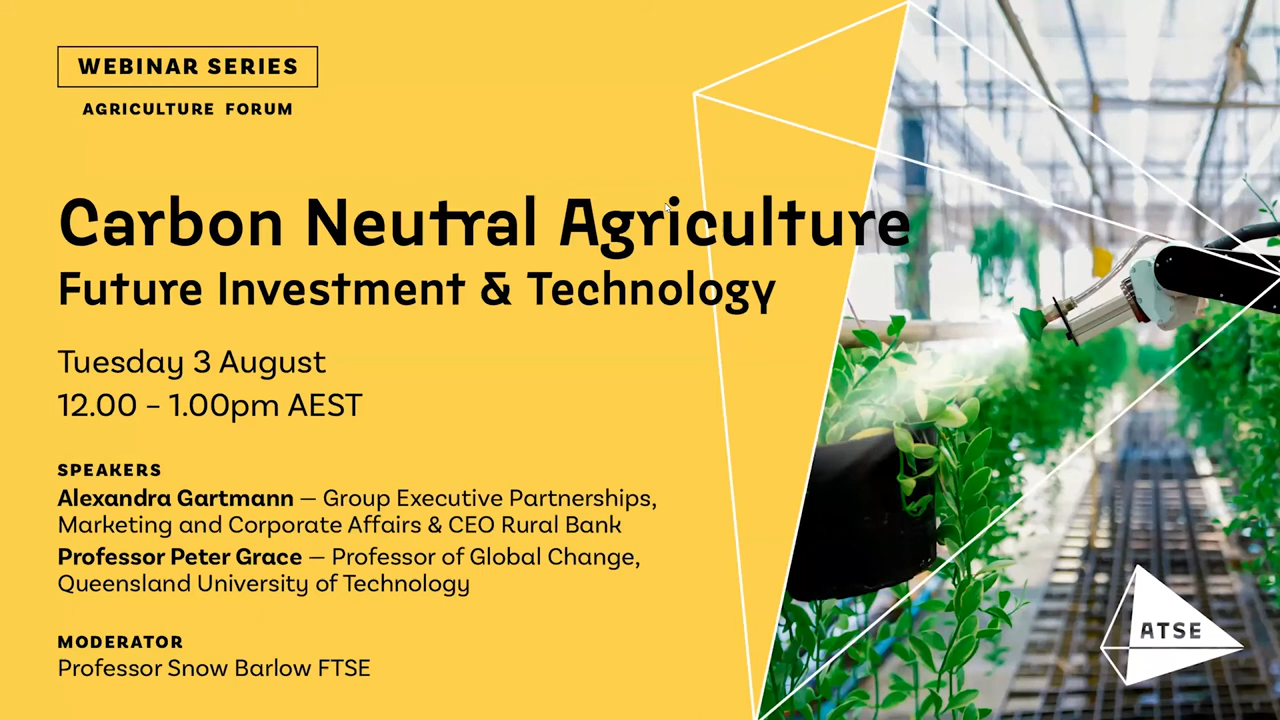 WEBINAR SERIES
AGRICULTURE FORUM
Carbon Neutral Agriculture
Future Investment & Technology
Tuesday 3 August
12.00 – 1.00pm AEST
SPEAKERS
Alexandra Gartmann — Group Executive Partnerships,
Marketing and Corporate Affairs & CEO Rural Bank
Professor Peter Grace — Professor of Global Change,
Queensland University of Technology
MODERATOR
Professor Snow Barlow FTSE
ATSE